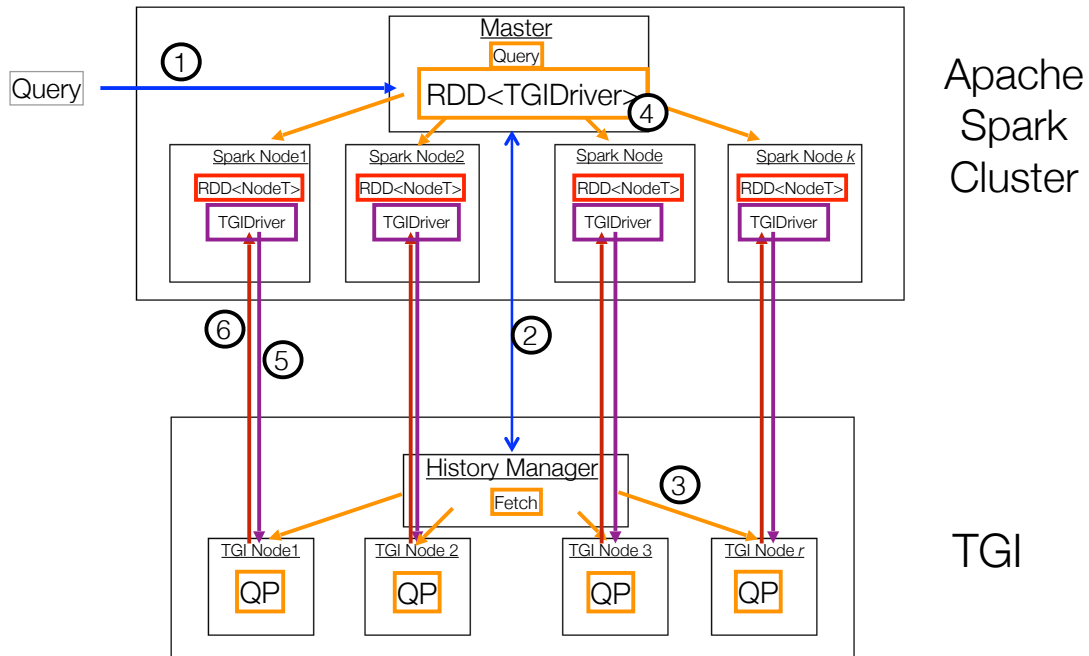 Master
Query
RDD<TGIDriver>
1
Query
4
Apache
Spark
Cluster
Spark Node1
Spark Node2
Spark Node
Spark Node k
RDD<NodeT>
RDD<NodeT>
RDD<NodeT>
RDD<NodeT>
TGIDriver
TGIDriver
TGIDriver
TGIDriver
6
5
2
History Manager
Fetch
3
TGI Node1
TGI Node 2
TGI Node 3
TGI Node r
QP
QP
QP
QP
TGI